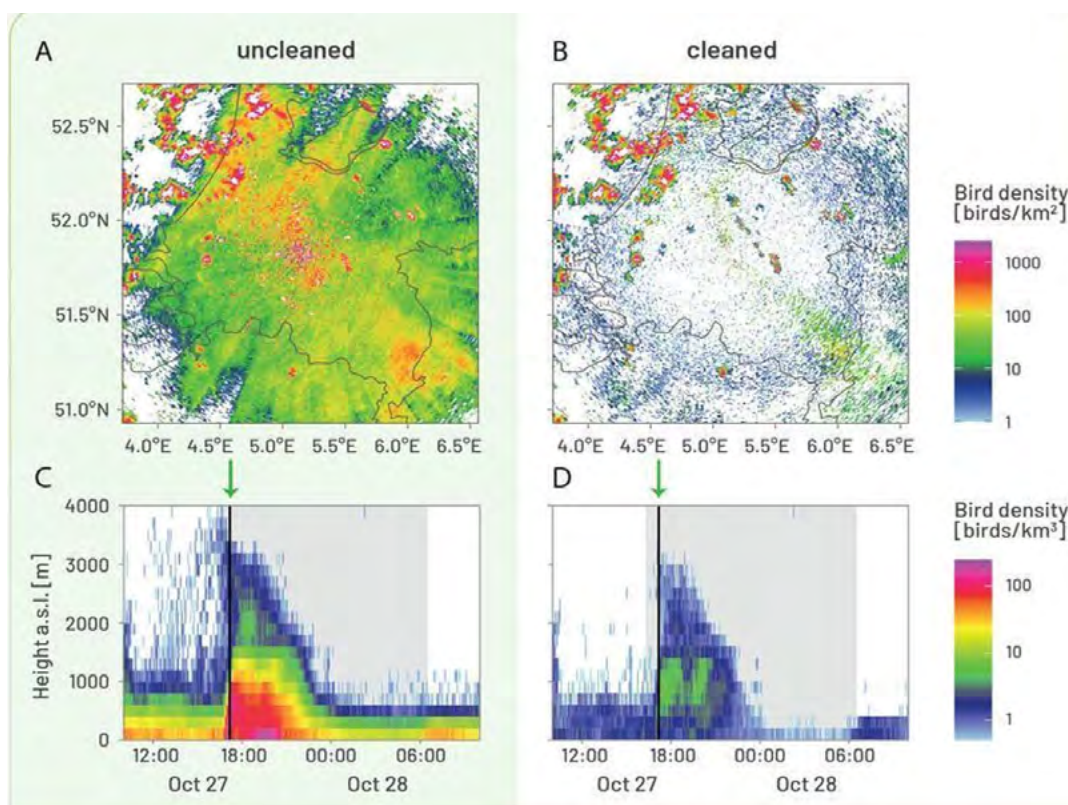 A
uncleaned
B
cleaned
52.5°N
52.0°N
51.5°N
51.0°N
4.0°E 4.5°E 5.0°E 5.5°E 6.0°E 6.5°E
4.0°E 4.5°E 5.0°E 5.5°E 6.0°E 6.5°E
Bird density
[birds/km²]
1000
100
10
1
C
D
Height a.s.l. [m]
4000
3000
2000
1000
0
12:00 18:00 00:00 06:00
Oct 27 Oct 28
12:00 18:00 00:00 06:00
Oct 27 Oct 28
Bird density
[birds/km³]
100
10
1